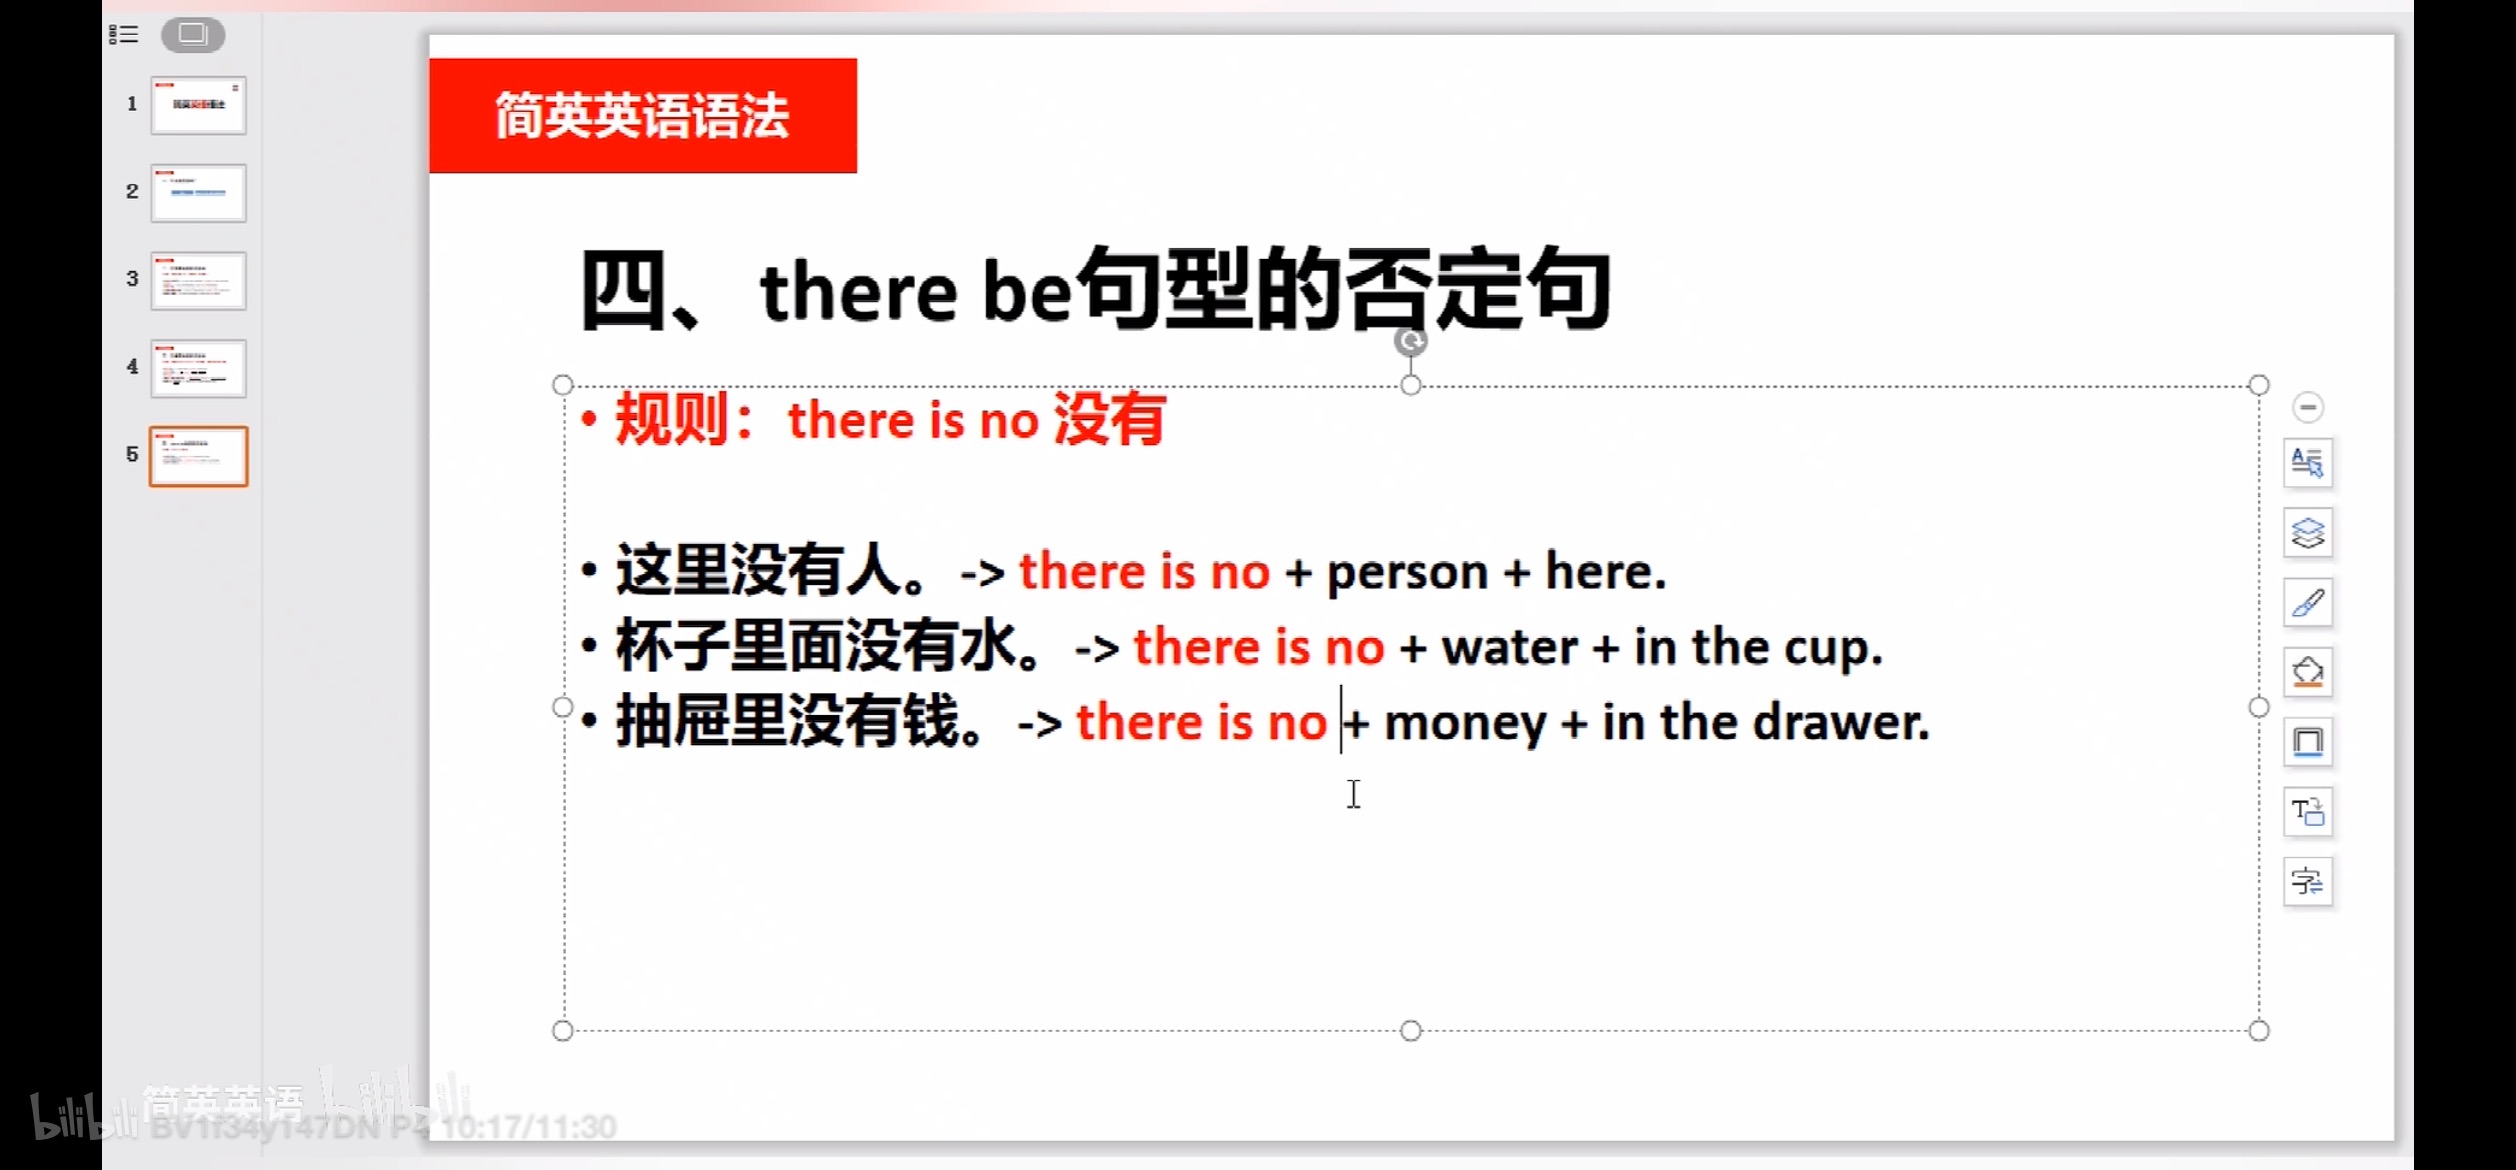 简英英语语法
1
2
3
4
5
四、there be句型的否定句
• 规则：there is no 没有
• 这里没有人。-> there is no + person + here.
• 杯子里面没有水。-> there is no + water + in the cup.
• 抽屉里没有钱。-> there is no + money + in the drawer.
bilibili 简英英语 bilibili
BV1f34y147DN P4 10:17/11:30